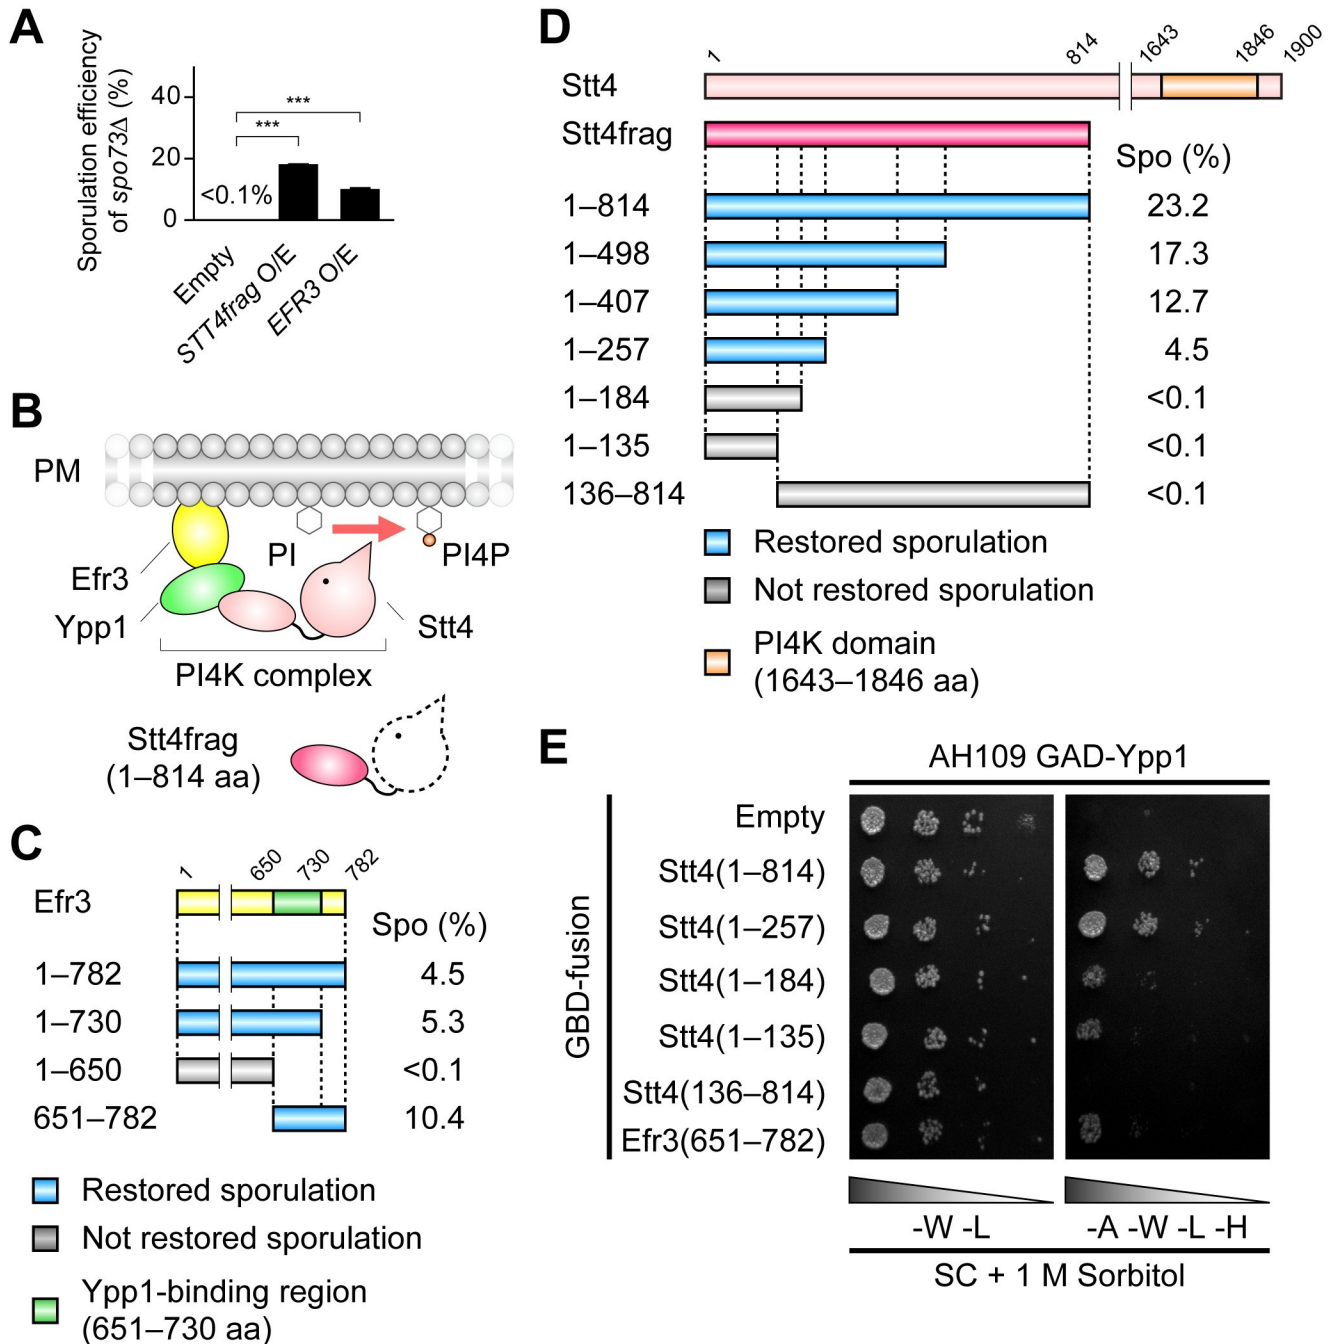 A
Sporulation efficiency
of spo73Δ (%)
40
20
0
***
***
<0.1%
Empty
STT4frag O/E
EFR3 O/E
B
PM
PI
PI4P
Efr3
Ypp1
Stt4
PI4K complex
Stt4frag
(1–814 aa)
C
1
650
730
782
Efr3
Spo (%)
1–782
4.5
1–730
5.3
1–650
<0.1
651–782
10.4
Restored sporulation
Not restored sporulation
Ypp1-binding region
(651–730 aa)
D
1
814
1643
1846
1900
Stt4
Stt4frag
Spo (%)
1–814
23.2
1–498
17.3
1–407
12.7
1–257
4.5
1–184
<0.1
1–135
<0.1
136–814
<0.1
Restored sporulation
Not restored sporulation
PI4K domain
(1643–1846 aa)
E
AH109 GAD-Ypp1
GBD-fusion
Empty
Stt4(1–814)
Stt4(1–257)
Stt4(1–184)
Stt4(1–135)
Stt4(136–814)
Efr3(651–782)
-W -L
-A -W -L -H
SC + 1 M Sorbitol